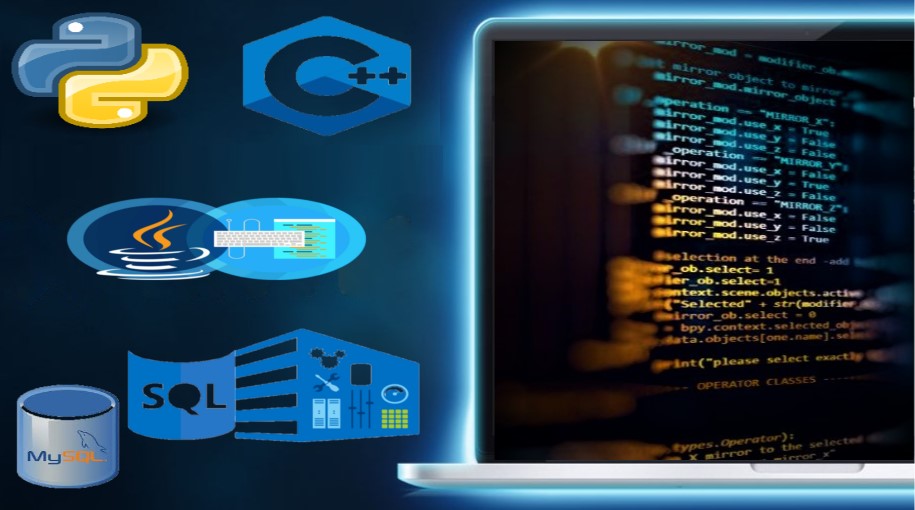 C++
SQL
MySQL
mirror_mod = modifier_ob.
mirror object to mirror
mirror_mod.mirror_object
operation == "MIRROR_X":
mirror_mod.use_x = True
mirror_mod.use_y = False
mirror_mod.use_z = False
_operation == "MIRROR_Y":
mirror_mod.use_x = False
mirror_mod.use_y = True
mirror_mod.use_z = False
_operation == "MIRROR_Z":
mirror_mod.use_x = False
mirror_mod.use_y = False
mirror_mod.use_z = True
selection at the end -add
_ob.select= 1
er_ob.select=1
ntext.scene.objects.active
("Selected" + str(modifier
irror_ob.select = 0
= bpy.context.selected_ob
ata.objects[one.name].sel
int("please select exactly
-- OPERATOR CLASSES ----
types.Operator):
X mirror to the selected
mirror_x"